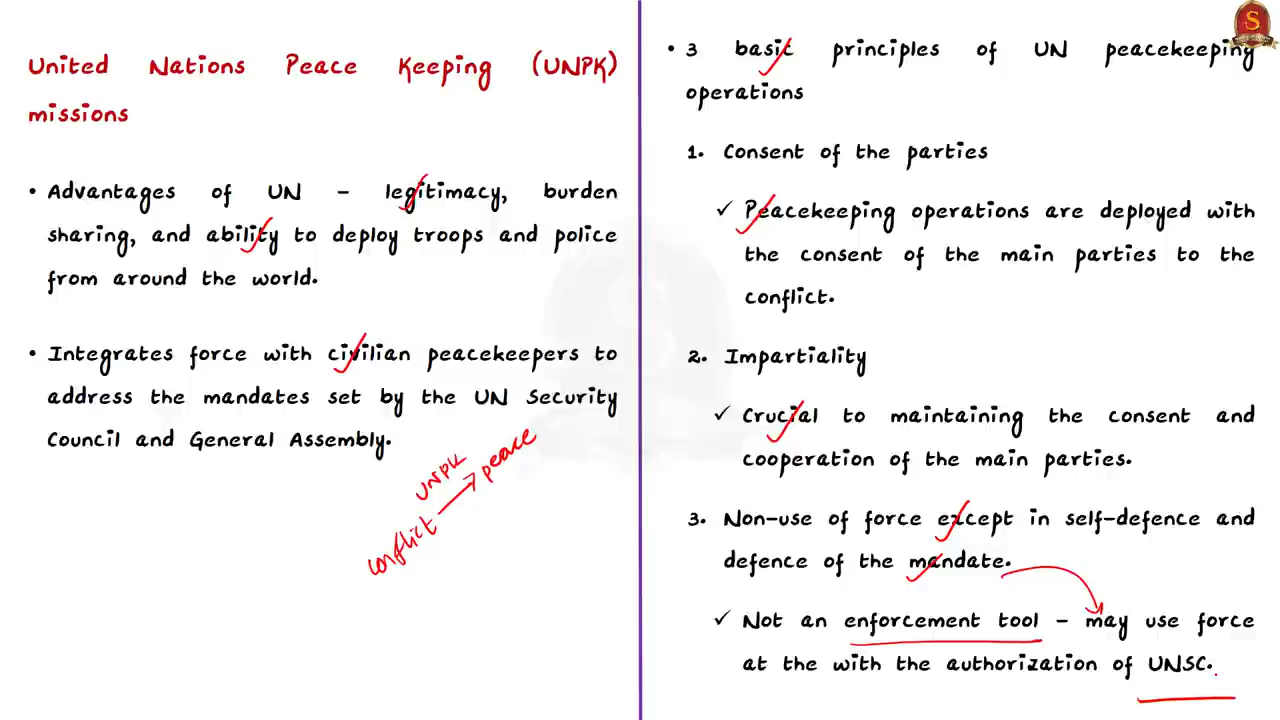 United Nations Peace Keeping (UNPK)
missions
• Advantages of UN – legitimacy, burden
sharing, and ability to deploy troops and police
from around the world.
• Integrates force with civilian peacekeepers to
address the mandates set by the UN Security
Council and General Assembly.
UNPK
conflict → peace
• 3 basic principles of UN peacekeeping
operations
1. Consent of the parties
✓ Peacekeeping operations are deployed with
the consent of the main parties to the
conflict.
2. Impartiality
✓ Crucial to maintaining the consent and
cooperation of the main parties.
3. Non-use of force except in self-defence and
defence of the mandate.
✓ Not an enforcement tool – may use force
at the with the authorization of UNSC.
S